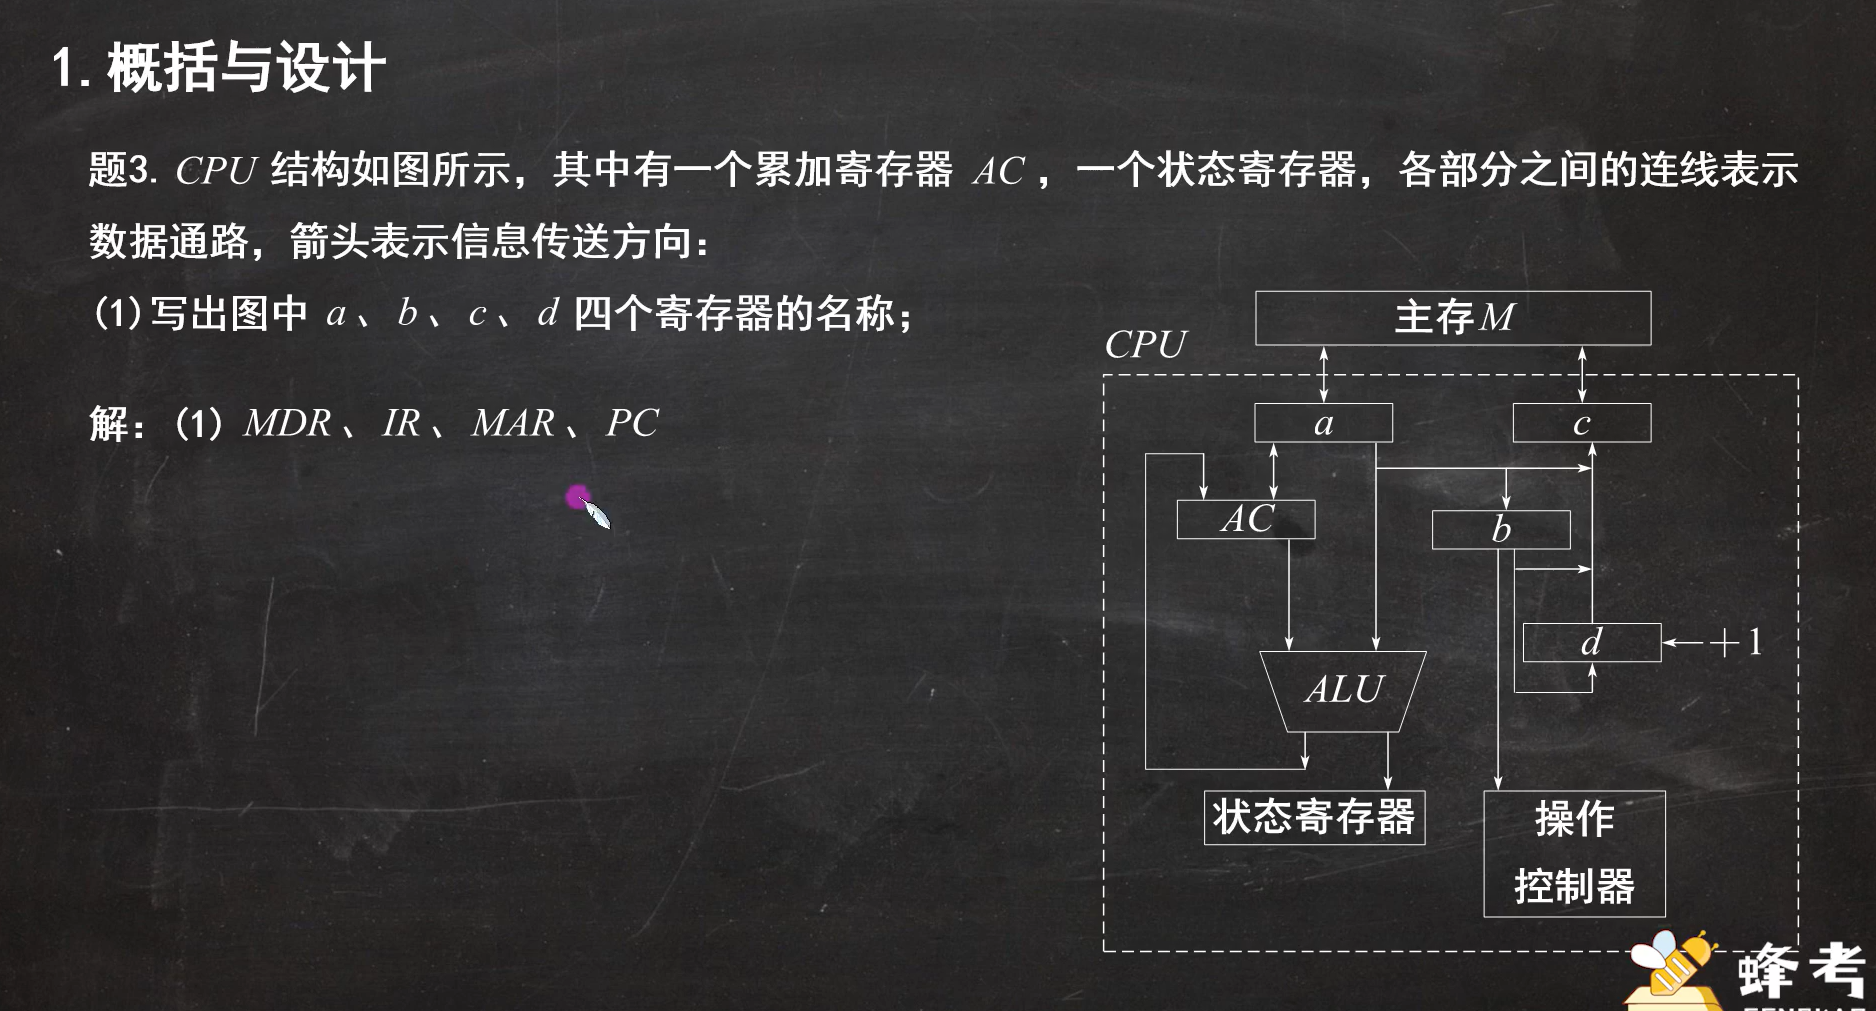 1.概括与设计
题3. CPU 结构如图所示，其中有一个累加寄存器 AC，一个状态寄存器，各部分之间的连线表示
数据通路，箭头表示信息传送方向：
(1)写出图中 a、b、c、d 四个寄存器的名称；
解：(1) MDR、IR、MAR、PC
主存M
CPU
a
c
AC
b
d
+1
ALU
状态寄存器
操作
控制器
蜂考